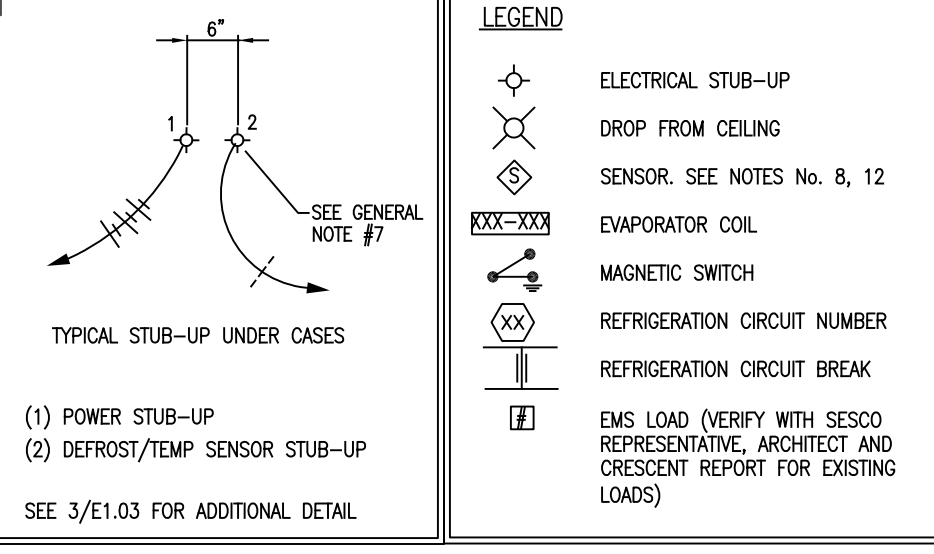 6"
1
2
SEE GENERAL
NOTE #7
TYPICAL STUB-UP UNDER CASES
(1) POWER STUB-UP
(2) DEFROST/TEMP SENSOR STUB-UP
SEE 3/E1.03 FOR ADDITIONAL DETAIL
LEGEND
ELECTRICAL STUB-UP
DROP FROM CEILING
S SENSOR. SEE NOTES No. 8, 12
XXX-XXX EVAPORATOR COIL
MAGNETIC SWITCH
XX REFRIGERATION CIRCUIT NUMBER
REFRIGERATION CIRCUIT BREAK
# EMS LOAD (VERIFY WITH SESCO
REPRESENTATIVE, ARCHITECT AND
CRESCENT REPORT FOR EXISTING
LOADS)